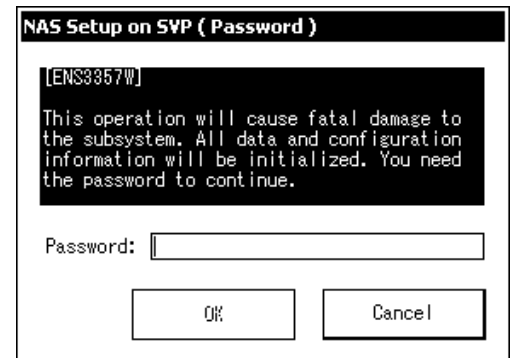 NAS Setup on SVP ( Password )
[ENS3357W]
This operation will cause fatal damage to
the subsystem. All data and configuration
information will be initialized. You need
the password to continue.
Password:
OK
Cancel